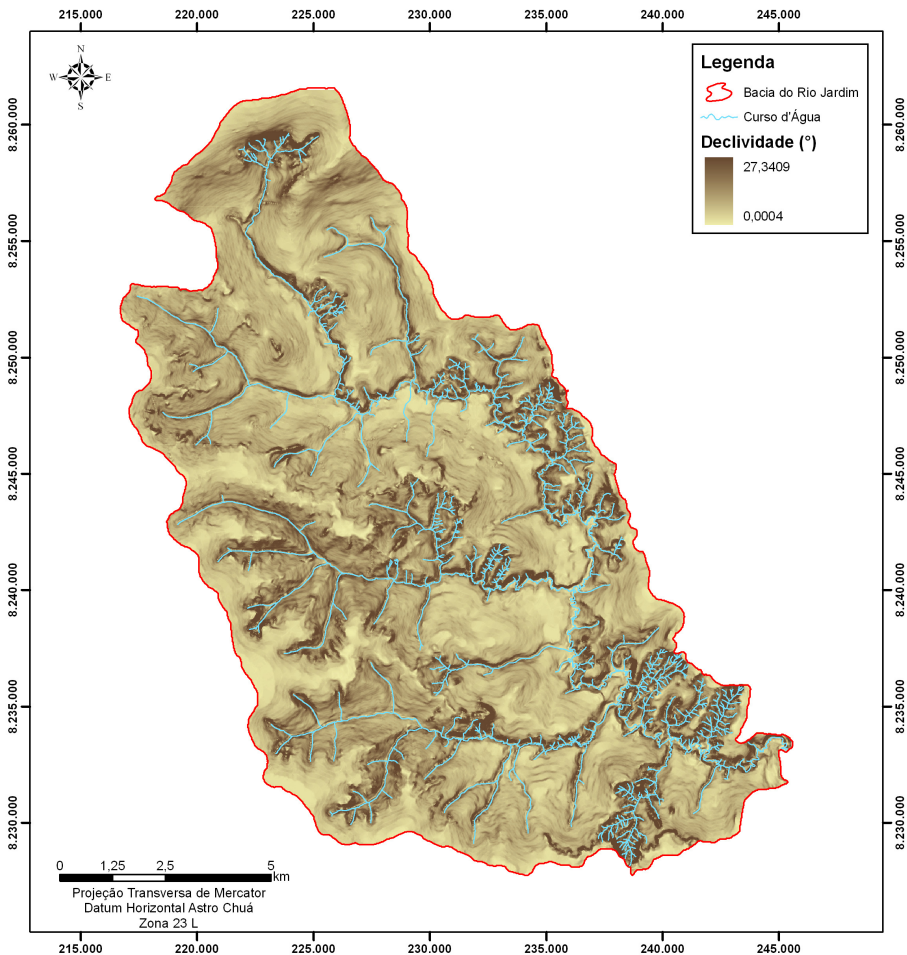 215.000 220.000 225.000 230.000 235.000 240.000 245.000
N
W E
S
Legenda
Bacia do Rio Jardim
Curso d'Água
Declividade (°)
27,3409
0,0004
8.260.000 8.260.000
8.255.000 8.255.000
8.250.000 8.250.000
8.245.000 8.245.000
8.240.000 8.240.000
8.235.000 8.235.000
8.230.000 8.230.000
0 1,25 2,5 5
km
Projeção Transversa de Mercator
Datum Horizontal Astro Chuá
Zona 23 L
215.000 220.000 225.000 230.000 235.000 240.000 245.000